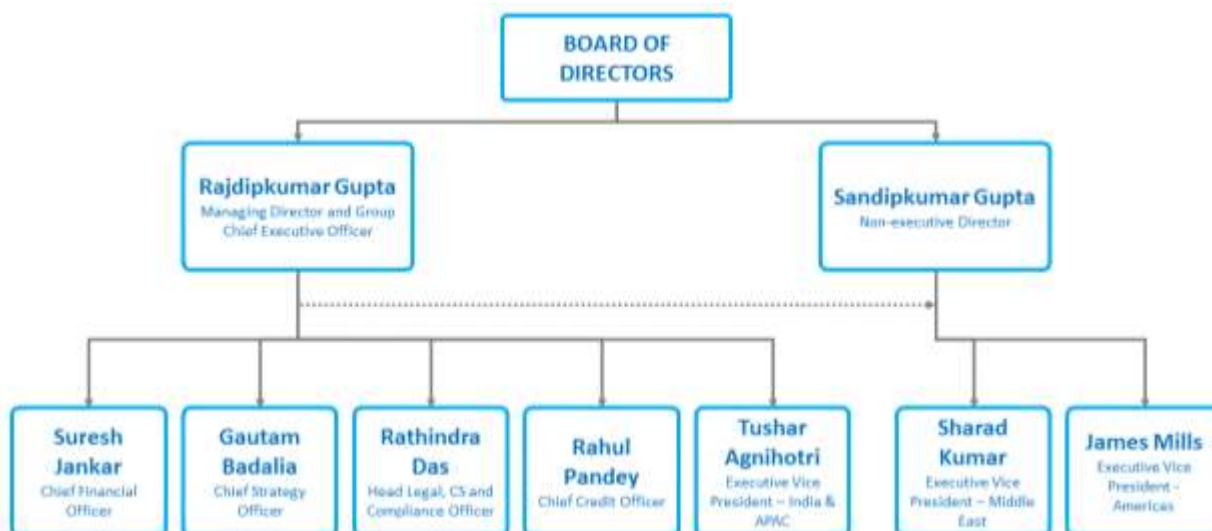 BOARD OF
DIRECTORS
Rajdipkumar Gupta
Managing Director and Group
Chief Executive Officer
Sandipkumar Gupta
Non-executive Director
Suresh
Jankar
Chief Financial
Officer
Gautam
Badalia
Chief Strategy
Officer
Rathindra
Das
Head Legal, CS and
Compliance Officer
Rahul
Pandey
Chief Credit Officer
Tushar
Agnihotri
Executive Vice
President – India &
APAC
Sharad
Kumar
Executive Vice
President – Middle
East
James Mills
Executive Vice
President -
Americas